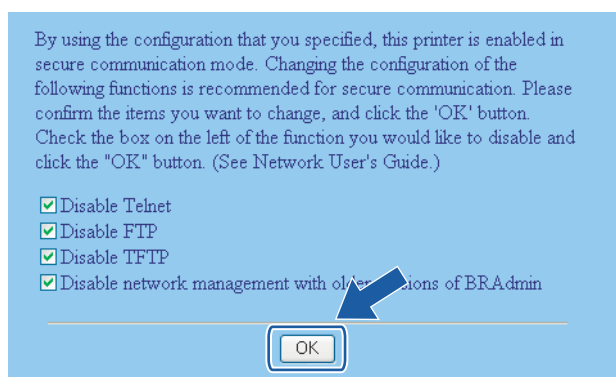 By using the configuration that you specified, this printer is enabled in
secure communication mode. Changing the configuration of the
following functions is recommended for secure communication. Please
confirm the items you want to change, and click the 'OK' button.
Check the box on the left of the function you would like to disable and
click the "OK" button. (See Network User's Guide.)
Disable Telnet
Disable FTP
Disable TFTP
Disable network management with older of BRAdmin
OK